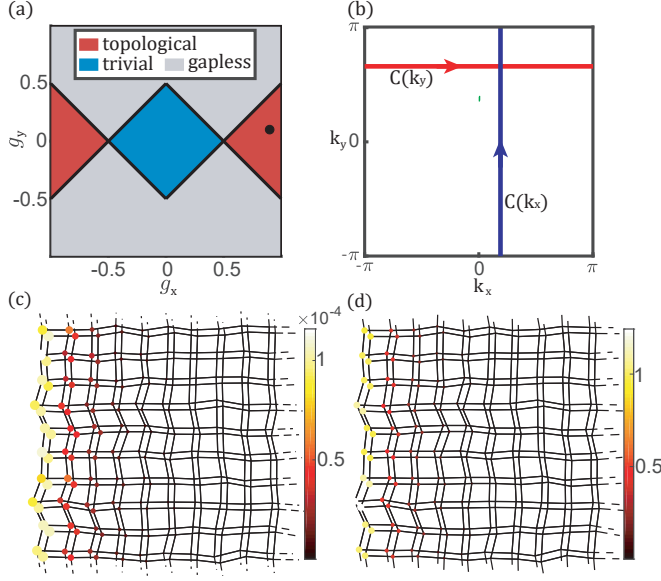 (a)
topological
trivial
gapless
0.5
0
-0.5
g_y
-0.5
0
0.5
g_x
(b)
π
k_y 0
-π
-π
0
π
k_x
C(k_y)
C(k_x)
(c)
×10⁻⁴
1
0.5
(d)
1
0.5